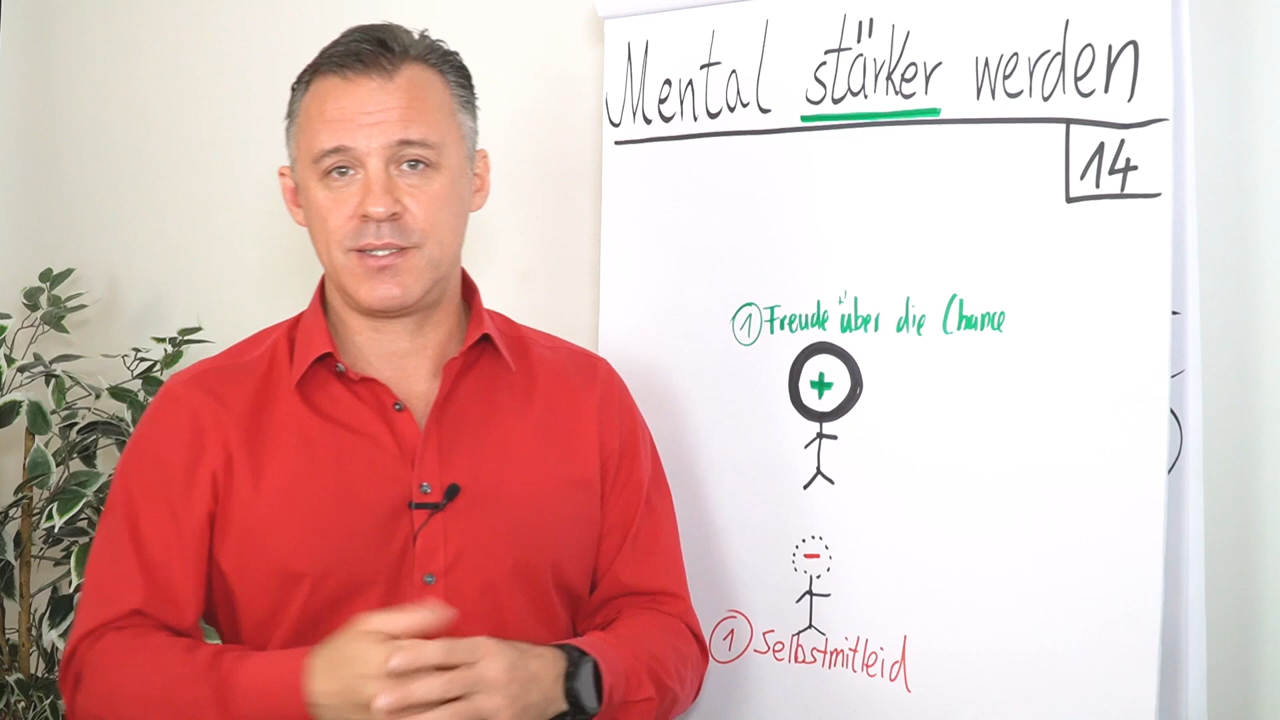 Mental stärker werden
14
① Freude über die Chance
+
-
① Selbstmitleid